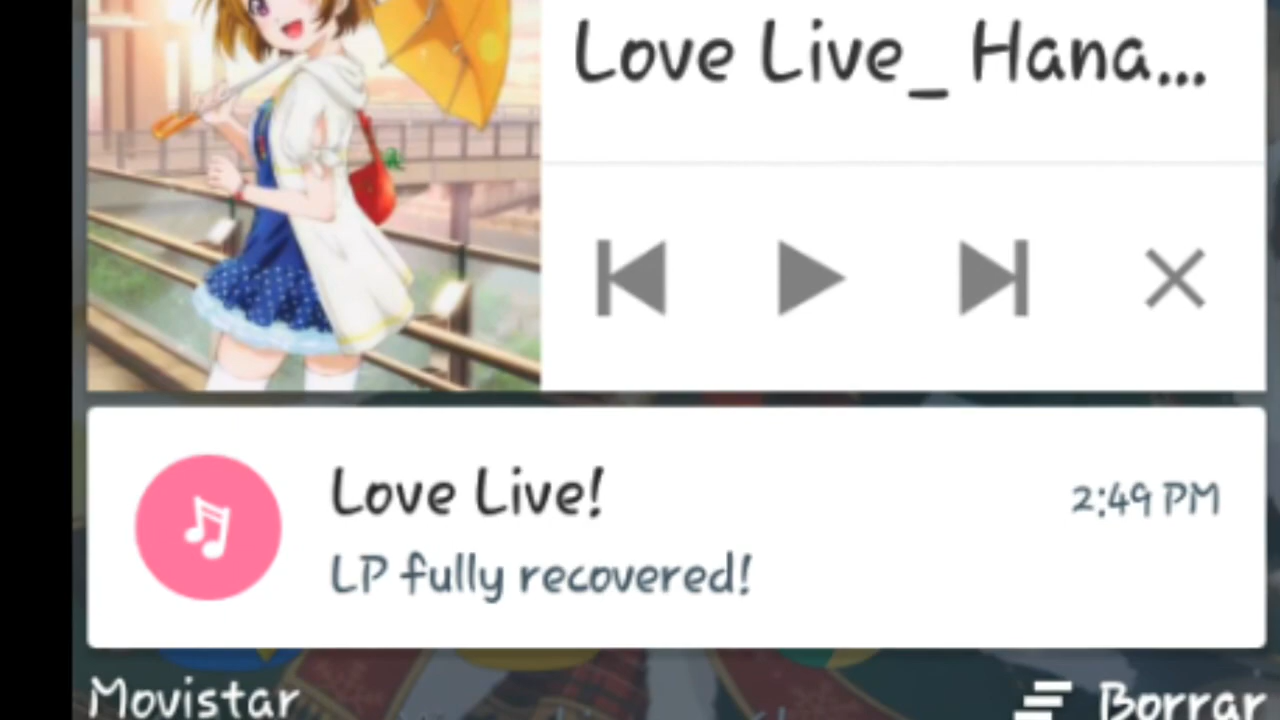 Love Live_ Hana...
Love Live!
2:49 PM
LP fully recovered!
Movistar
Borrar